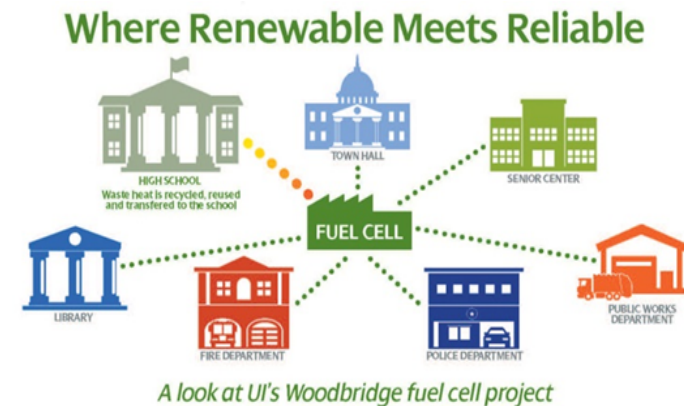 Where Renewable Meets Reliable
HIGH SCHOOL
Waste heat is recycled, reused
and transfered to the school
TOWN HALL
SENIOR CENTER
FUEL CELL
LIBRARY
FIRE DEPARTMENT
POLICE DEPARTMENT
PUBLIC WORKS
DEPARTMENT
A look at UI's Woodbridge fuel cell project